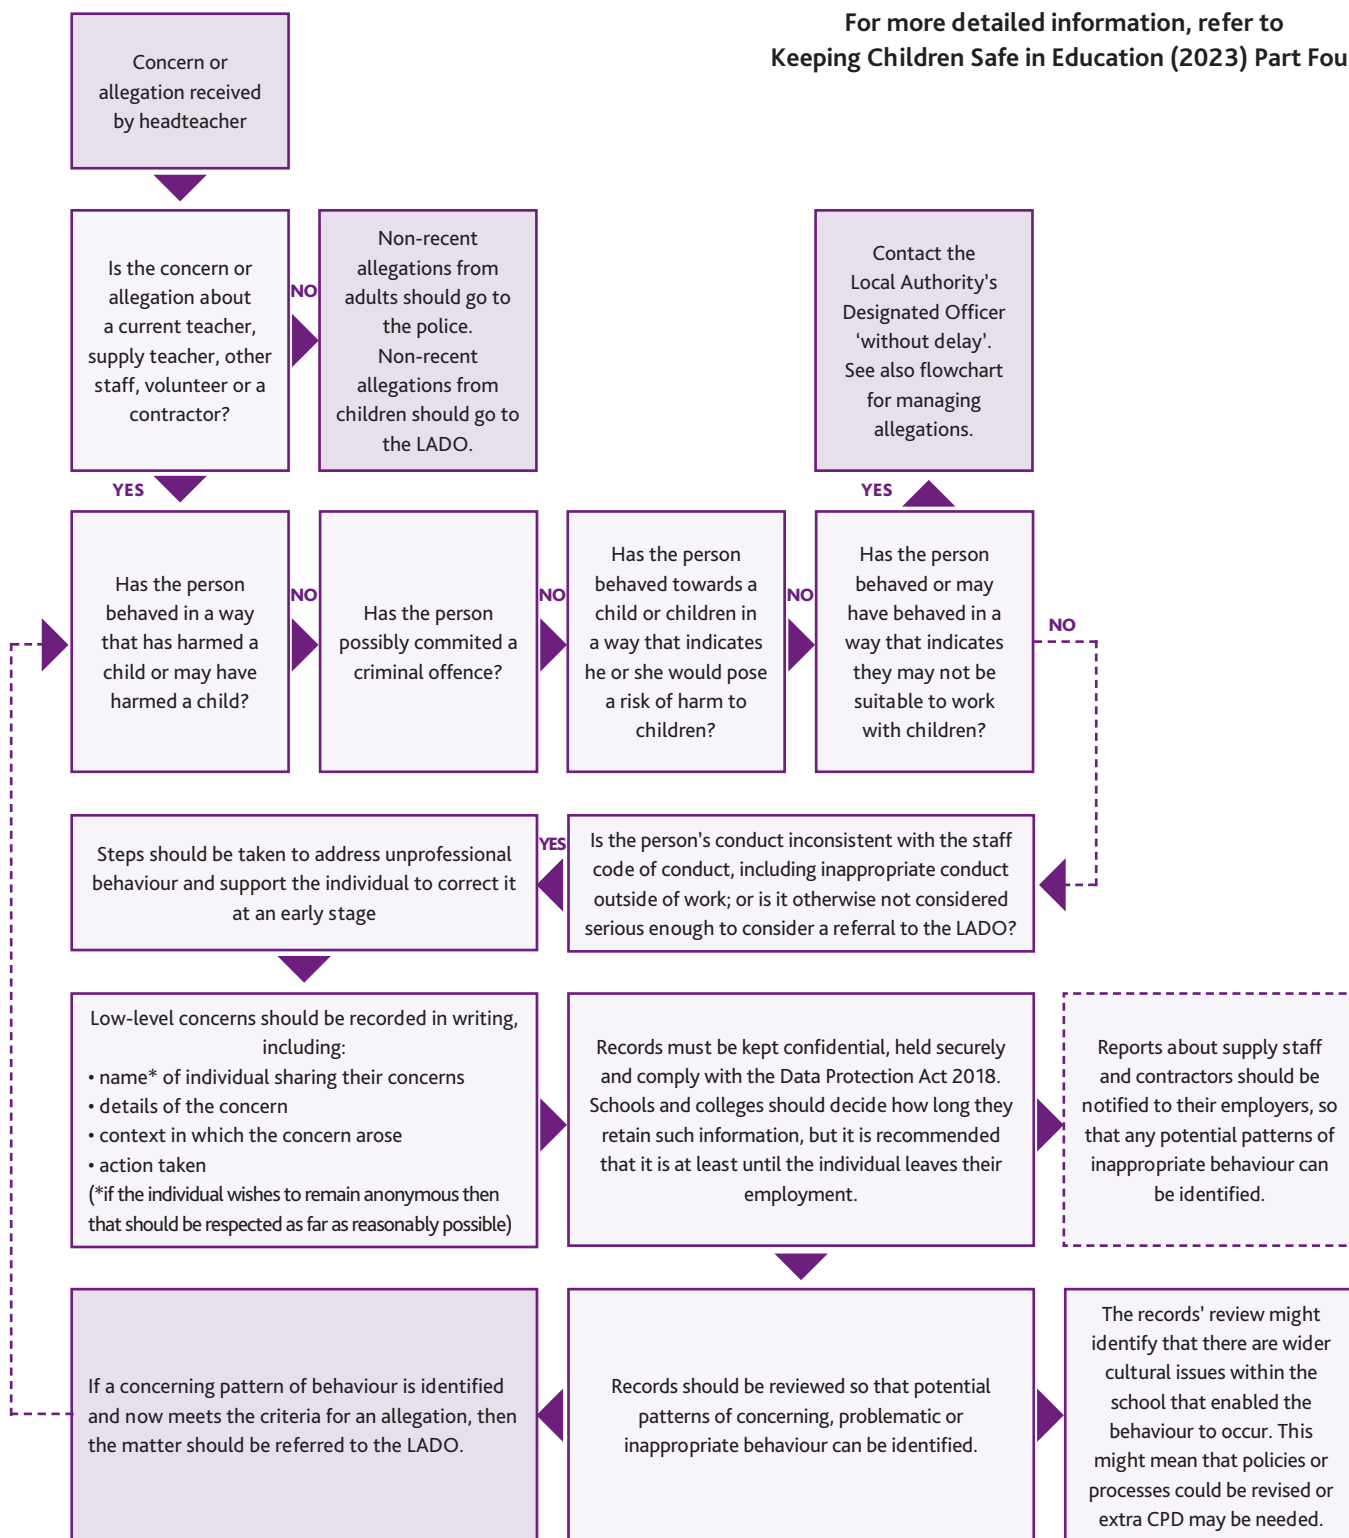 For more detailed information, refer to
Keeping Children Safe in Education (2023) Part Fou
Concern or
allegation received
by headteacher
Is the concern or
allegation about
a current teacher,
supply teacher, other
staff, volunteer or a
contractor?
NO
Non-recent
allegations from
adults should go to
the police.
Non-recent
allegations from
children should go to
the LADO.
Contact the
Local Authority's
Designated Officer
'without delay'.
See also flowchart
for managing
allegations.
YES
YES
Has the person
behaved in a way
that has harmed a
child or may have
harmed a child?
NO
Has the person
possibly commited a
criminal offence?
NO
Has the person
behaved towards a
child or children in
a way that indicates
he or she would pose
a risk of harm to
children?
NO
Has the person
behaved or may
have behaved in a
way that indicates
they may not be
suitable to work
with children?
NO
Is the person's conduct inconsistent with the staff
code of conduct, including inappropriate conduct
outside of work; or is it otherwise not considered
serious enough to consider a referral to the LADO?
YES
Steps should be taken to address unprofessional
behaviour and support the individual to correct it
at an early stage
Low-level concerns should be recorded in writing,
including:
• name* of individual sharing their concerns
• details of the concern
• context in which the concern arose
• action taken
(*if the individual wishes to remain anonymous then
that should be respected as far as reasonably possible)
Records must be kept confidential, held securely
and comply with the Data Protection Act 2018.
Schools and colleges should decide how long they
retain such information, but it is recommended
that it is at least until the individual leaves their
employment.
Reports about supply staff
and contractors should be
notified to their employers, so
that any potential patterns of
inappropriate behaviour can
be identified.
If a concerning pattern of behaviour is identified
and now meets the criteria for an allegation, then
the matter should be referred to the LADO.
Records should be reviewed so that potential
patterns of concerning, problematic or
inappropriate behaviour can be identified.
The records' review might
identify that there are wider
cultural issues within the
school that enabled the
behaviour to occur. This
might mean that policies or
processes could be revised or
extra CPD may be needed.